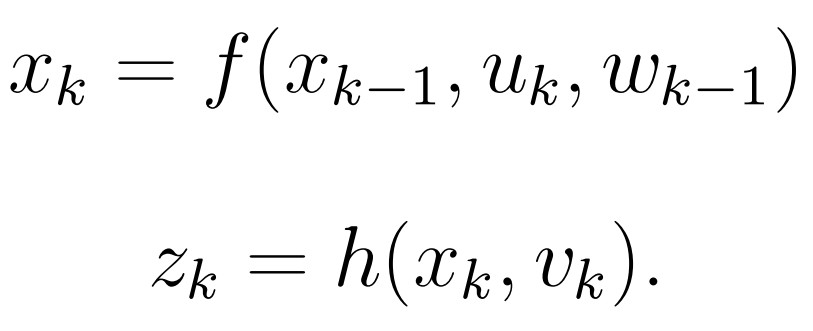 x_k = f(x_{k-1}, u_k, w_{k-1})
z_k = h(x_k, v_k).